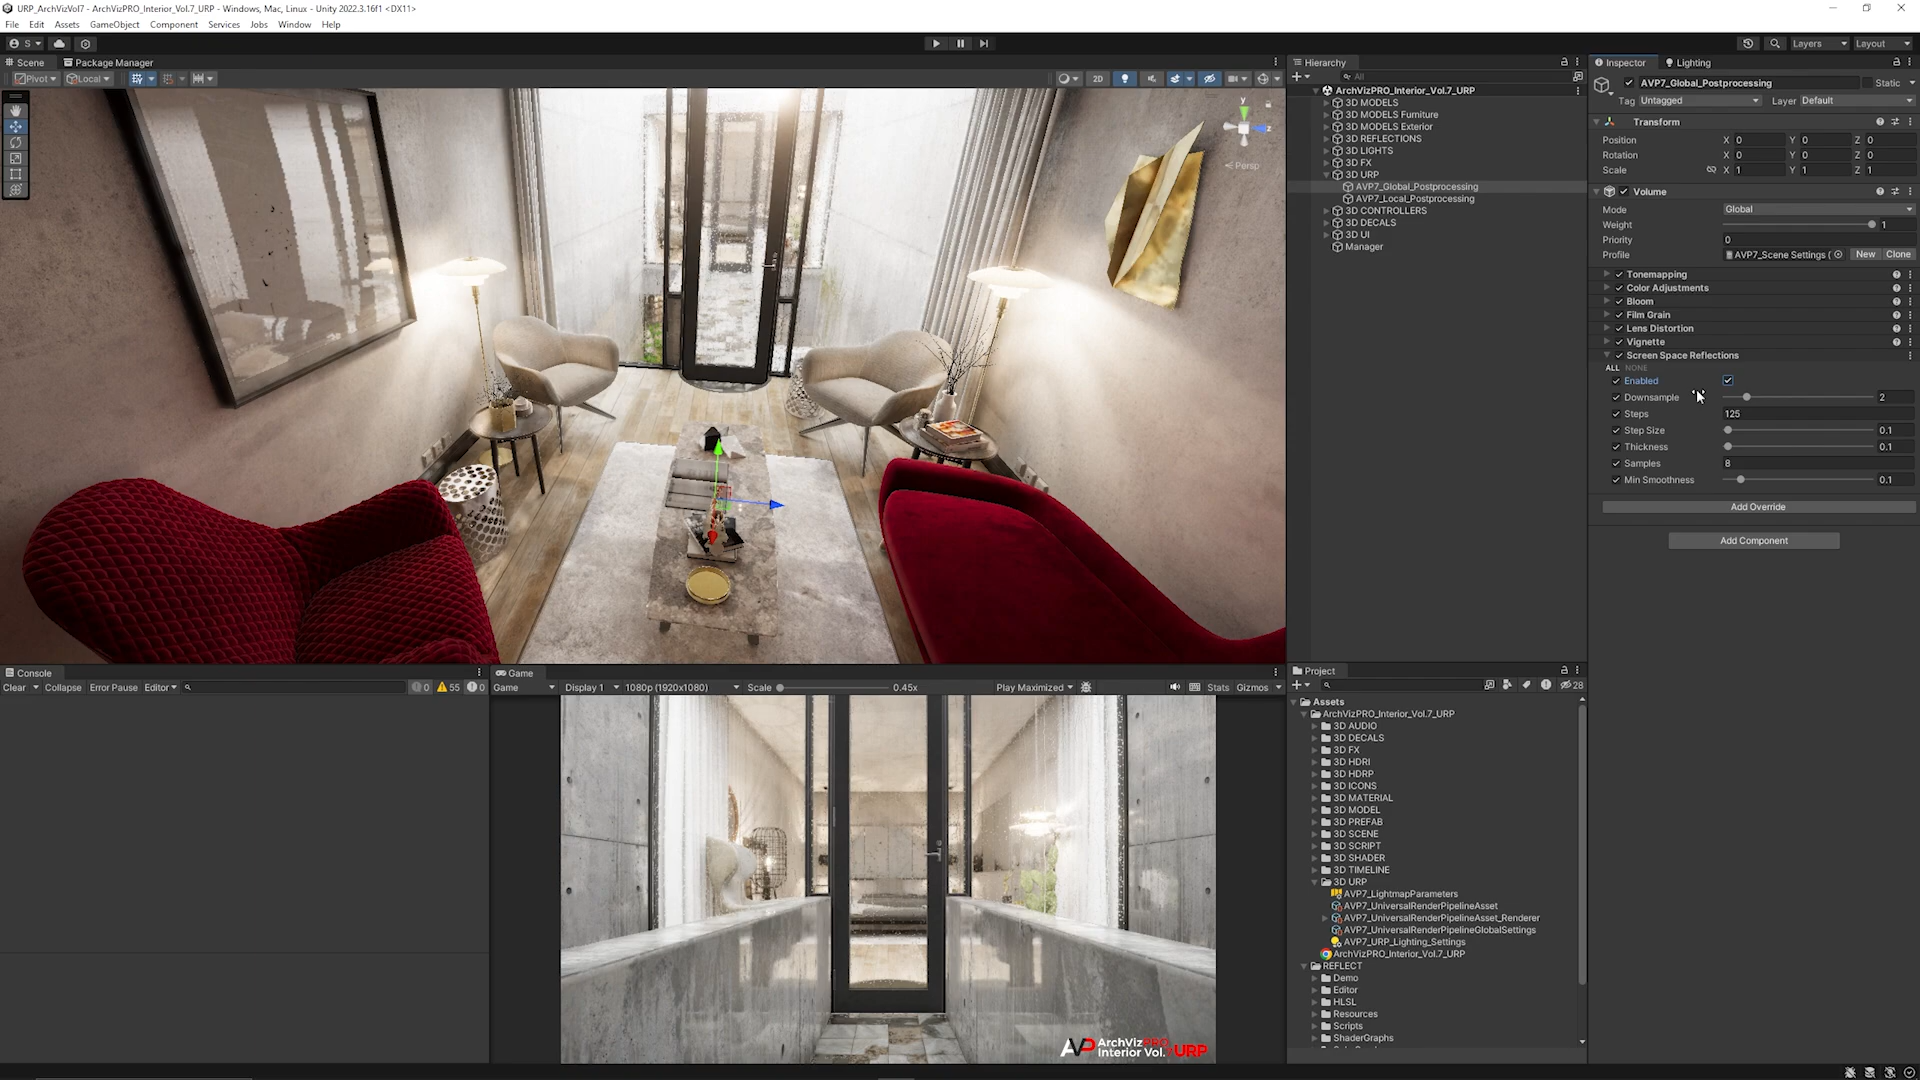 URP_ArchVizVol7 - ArchVizPRO_Interior_Vol.7_URP - Windows, Mac, Linux - Unity 2022.3.16f1 <DX11>
File Edit Assets GameObject Component Services Jobs Window Help
S
Layers Layout
Scene Package Manager
Pivot Local
2D
y
z
Persp
Hierarchy
All
ArchVizPRO_Interior_Vol.7_URP
3D MODELS
3D MODELS Furniture
3D MODELS Exterior
3D REFLECTIONS
3D LIGHTS
3D FX
3D URP
AVP7_Global_Postprocessing
AVP7_Local_Postprocessing
3D CONTROLLERS
3D DECALS
3D UI
Manager
Inspector Lighting
AVP7_Global_Postprocessing Static
Tag Untagged Layer Default
Transform
Position X 0 Y 0 Z 0
Rotation X 0 Y 0 Z 0
Scale X 1 Y 1 Z 1
Volume
Mode Global
Weight 1
Priority 0
Profile AVP7_Scene Settings ( New Clone
Tonemapping
Color Adjustments
Bloom
Film Grain
Lens Distortion
Vignette
Screen Space Reflections
ALL NONE
Enabled
Downsample 2
Steps 125
Step Size 0.1
Thickness 0.1
Samples 8
Min Smoothness 0.1
Add Override
Add Component
Console
Clear Collapse Error Pause Editor 0 55 0
Game
Game Display 1 1080p (1920x1080) Scale 0.45x Play Maximized Stats Gizmos
AVP ArchVizPRO
Interior Vol.7 URP
Project
28
Assets
ArchVizPRO_Interior_Vol.7_URP
3D AUDIO
3D DECALS
3D FX
3D HDRI
3D HDRP
3D ICONS
3D MATERIAL
3D MODEL
3D PREFAB
3D SCENE
3D SCRIPT
3D SHADER
3D TIMELINE
3D URP
AVP7_LightmapParameters
AVP7_UniversalRenderPipelineAsset
AVP7_UniversalRenderPipelineAsset_Renderer
AVP7_UniversalRenderPipelineGlobalSettings
AVP7_URP_Lighting_Settings
ArchVizPRO_Interior_Vol.7_URP
REFLECT
Demo
Editor
HLSL
Resources
Scripts
ShaderGraphs